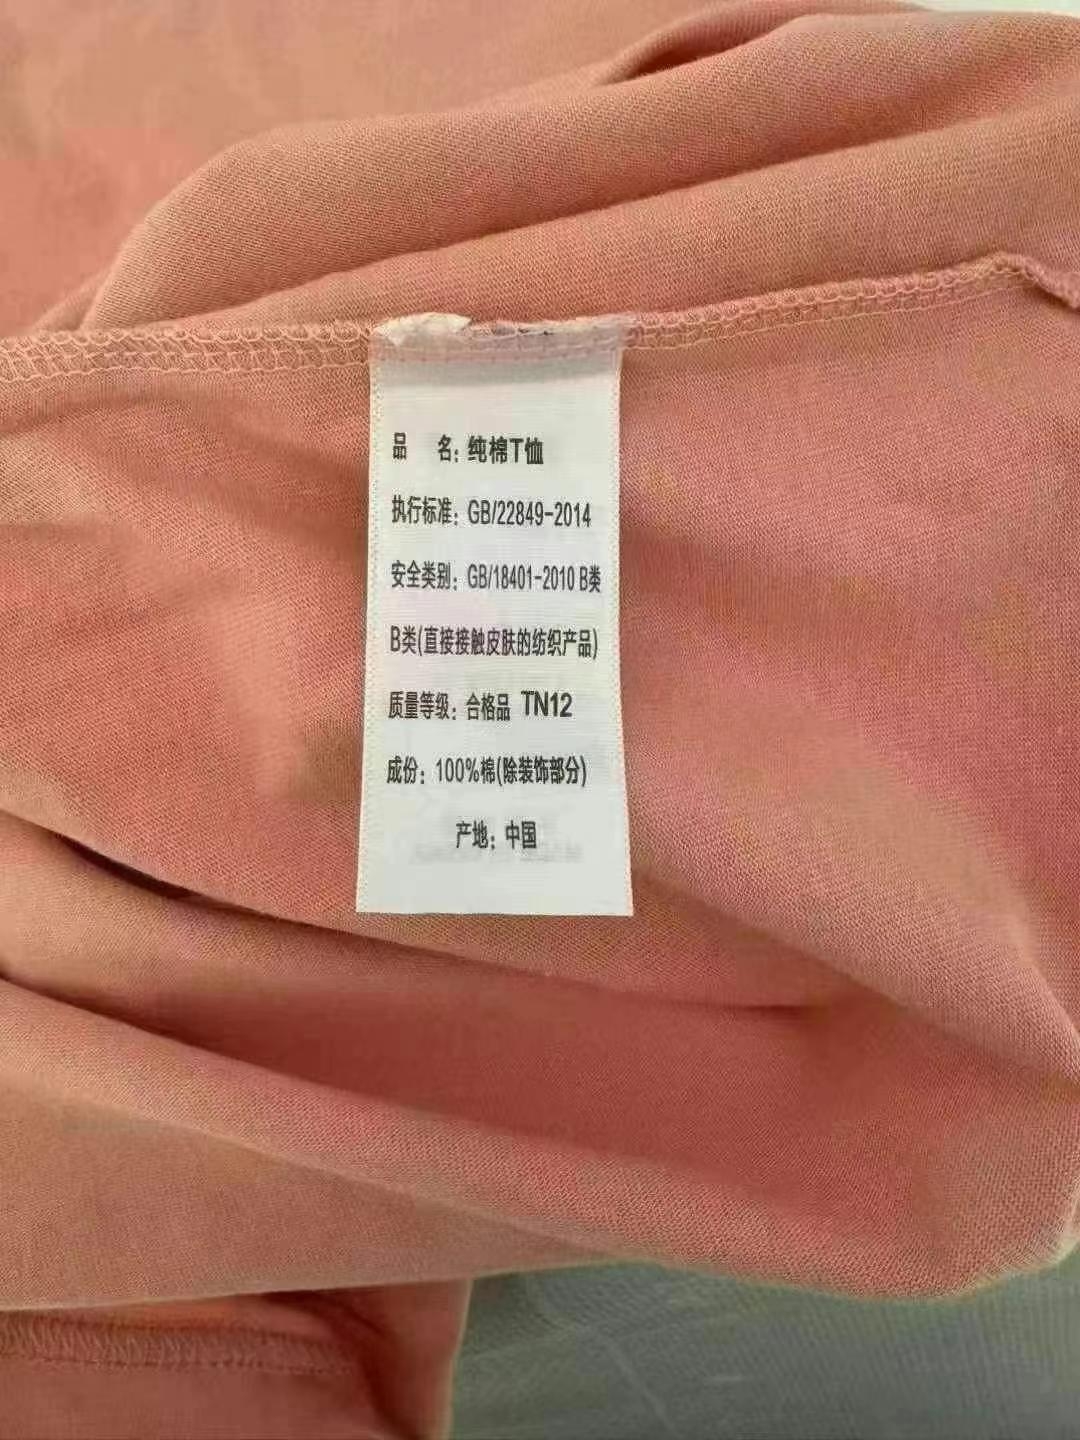 品 名：纯棉T恤
执行标准：GB/22849-2014
安全类别：GB/18401-2010 B类
B类(直接接触皮肤的纺织产品)
质量等级：合格品 TN12
成份：100%棉(除装饰部分)
产地：中国